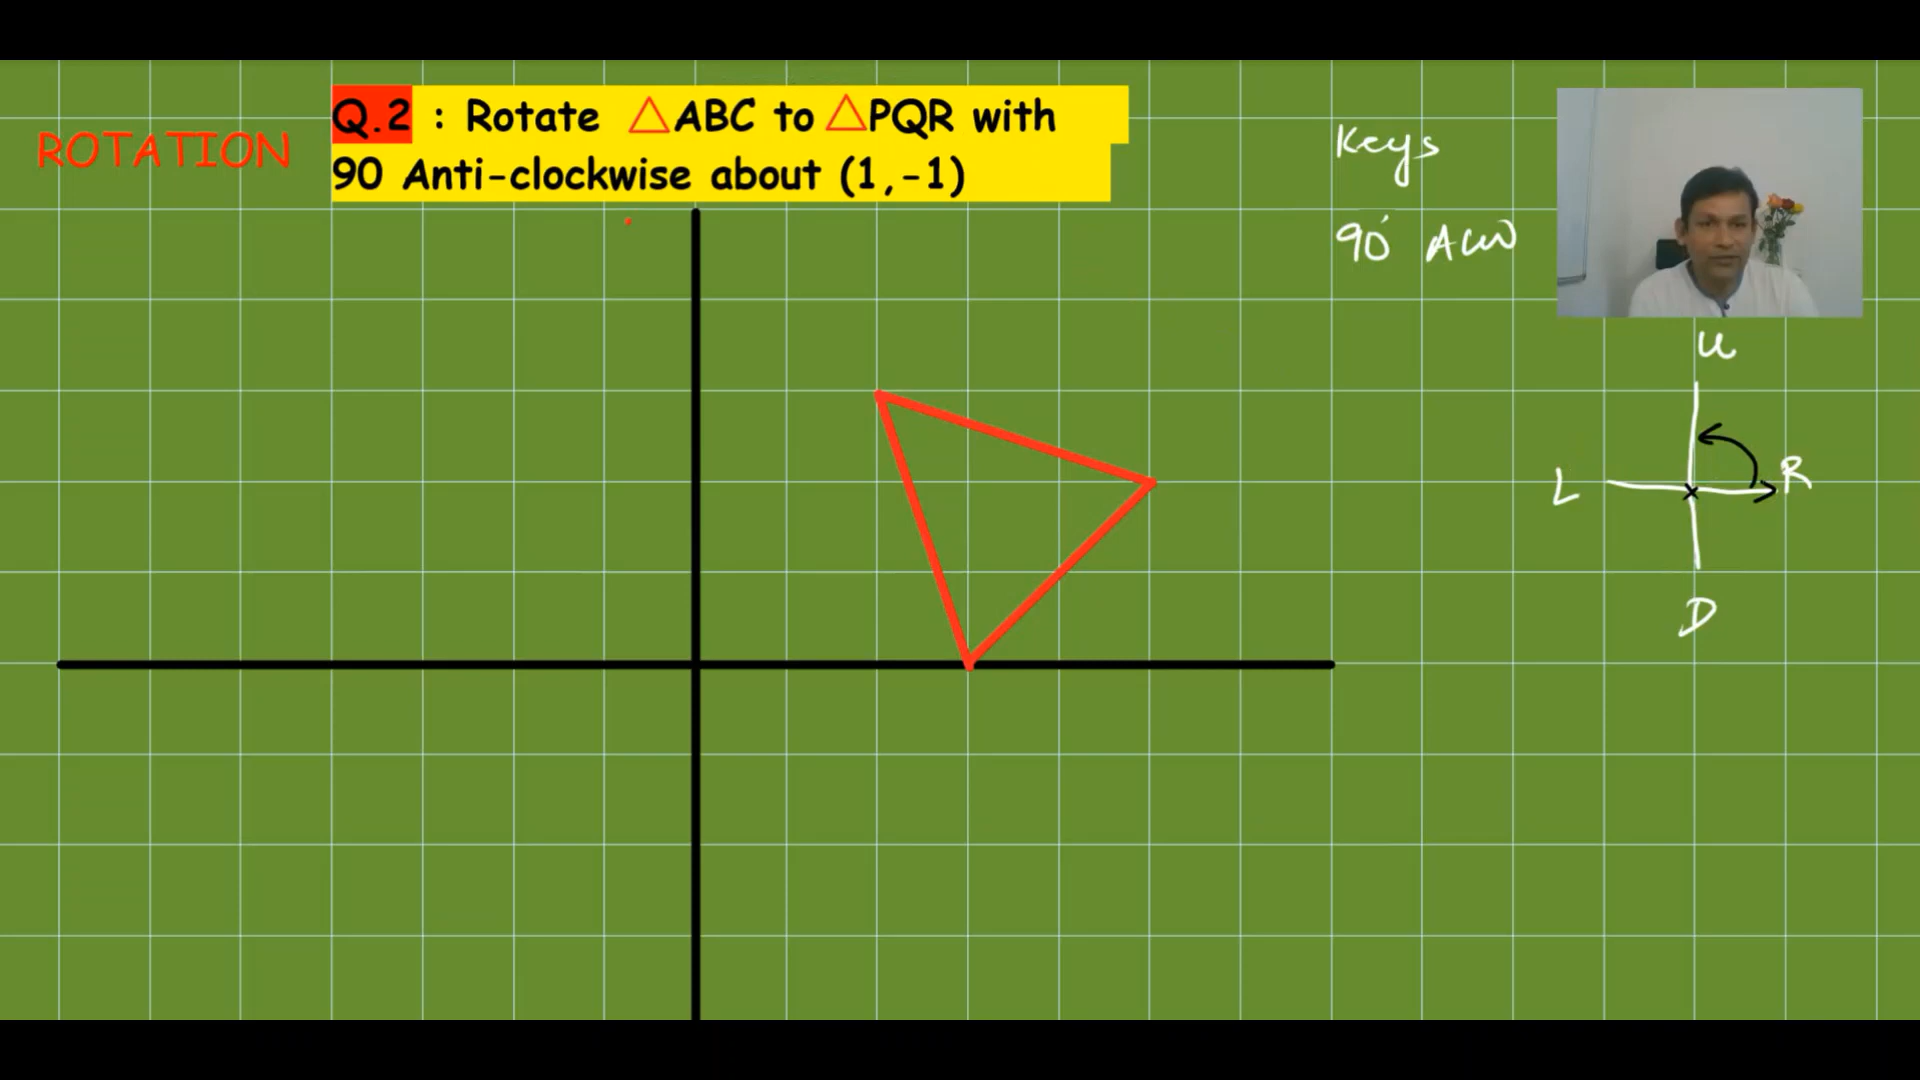 ROTATION
Q.2 : Rotate △ABC to △PQR with
90 Anti-clockwise about (1,-1)
Keys
90° ACW
U
L
R
D